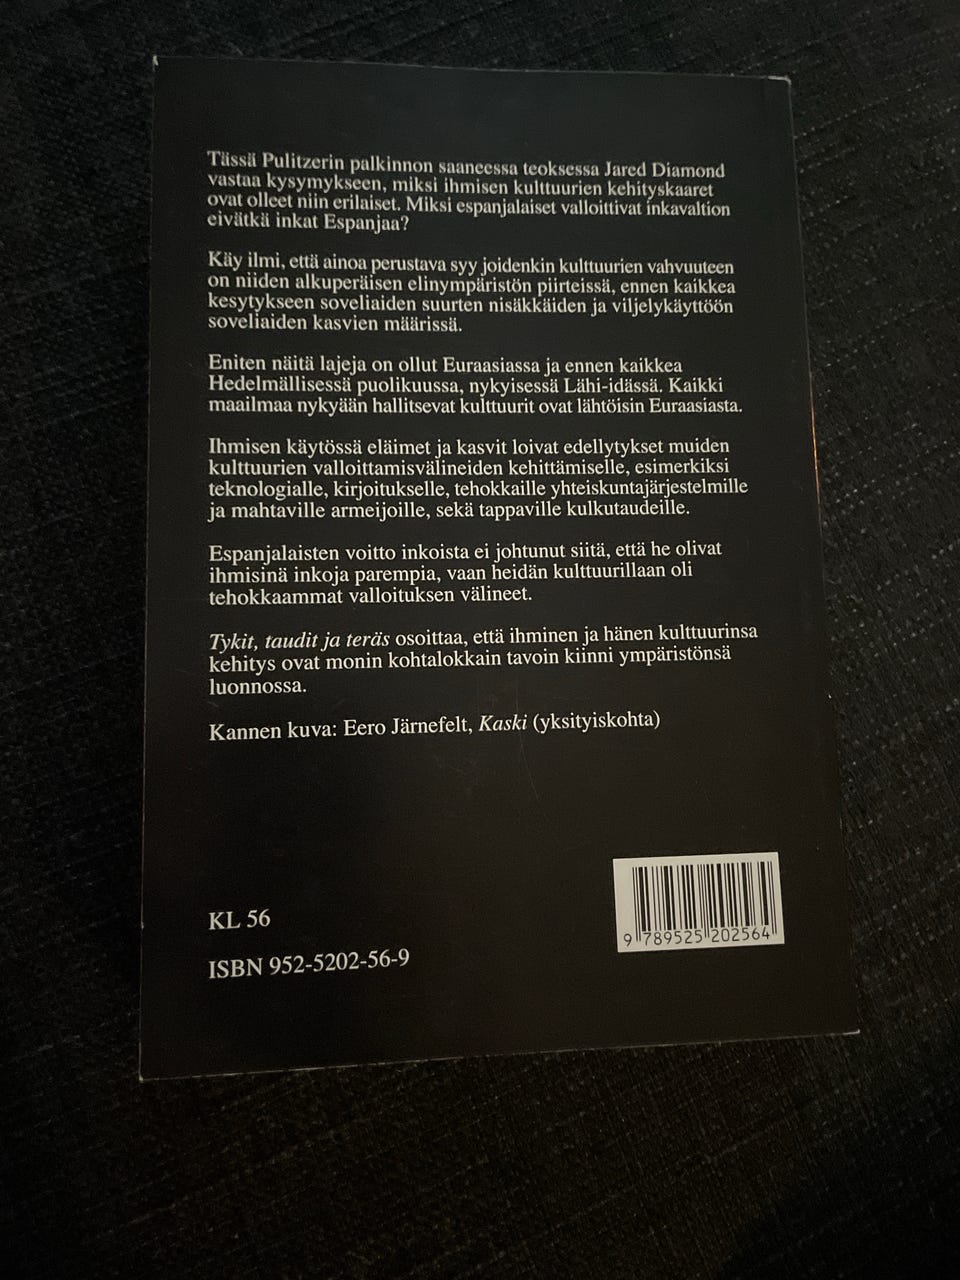 Tässä Pulitzerin palkinnon saaneessa teoksessa Jared Diamond
vastaa kysymykseen, miksi ihmisen kulttuurien kehityskaaret
ovat olleet niin erilaiset. Miksi espanjalaiset valloittivat inkavaltion
eivätkä inkat Espanjaa?
Käy ilmi, että ainoa perustava syy joidenkin kulttuurien vahvuuteen
on niiden alkuperäisen elinympäristön piirteissä, ennen kaikkea
kesytykseen soveliaiden suurten nisäkkäiden ja viljelykäyttöön
soveliaiden kasvien määrissä.
Eniten näitä lajeja on ollut Euraasiassa ja ennen kaikkea
Hedelmällisessä puolikuussa, nykyisessä Lähi-idässä. Kaikki
maailmaa nykyään hallitsevat kulttuurit ovat lähtöisin Euraasiasta.
Ihmisen käytössä eläimet ja kasvit loivat edellytykset muiden
kulttuurien valloittamisvälineiden kehittämiselle, esimerkiksi
teknologialle, kirjoitukselle, tehokkaille yhteiskuntajärjestelmille
ja mahtaville armeijoille, sekä tappaville kulkutaudeille.
Espanjalaisten voitto inkoista ei johtunut siitä, että he olivat
ihmisinä inkoja parempia, vaan heidän kulttuurillaan oli
tehokkaammat valloituksen välineet.
Tykit, taudit ja teräs osoittaa, että ihminen ja hänen kulttuurinsa
kehitys ovat monin kohtalokkain tavoin kiinni ympäristönsä
luonnossa.
Kannen kuva: Eero Järnefelt, Kaski (yksityiskohta)
KL 56
ISBN 952-5202-56-9
9 789525 202564